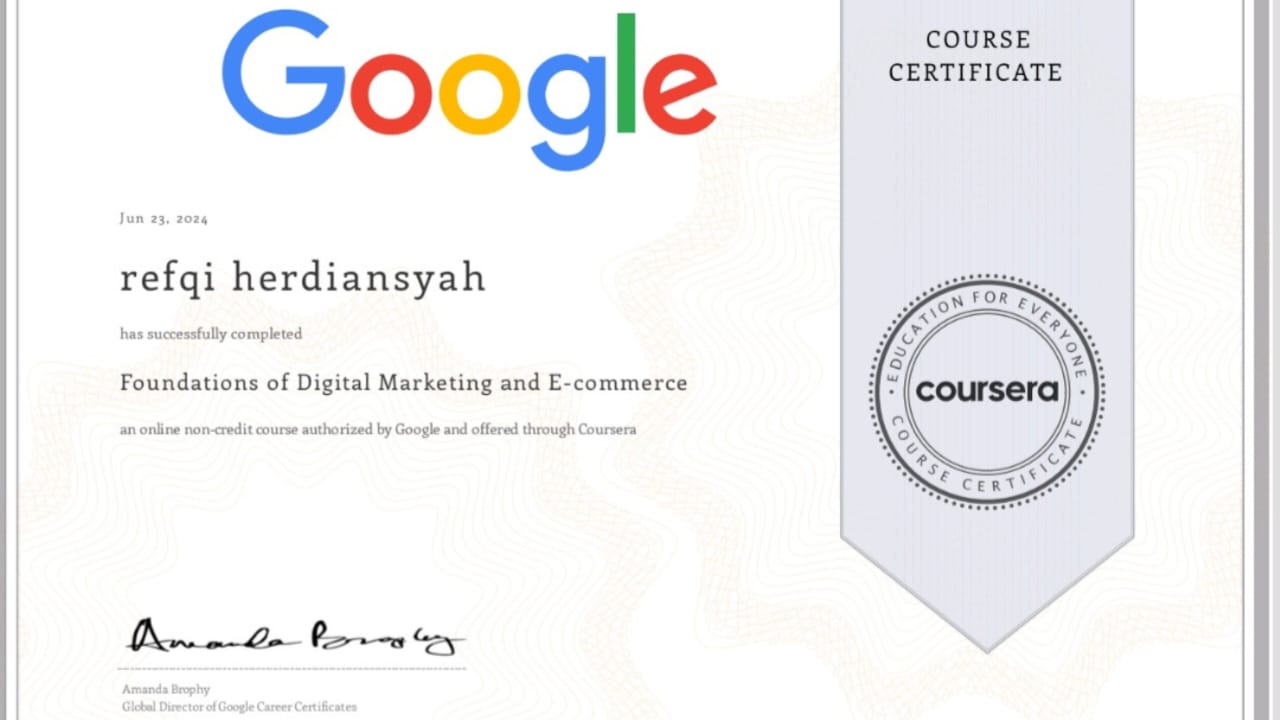 Google
COURSE
CERTIFICATE
Jun 23, 2024
refqi herdiansyah
has successfully completed
Foundations of Digital Marketing and E-commerce
an online non-credit course authorized by Google and offered through Coursera
EDUCATION FOR EVERYONE
coursera
COURSE CERTIFICATE
Amanda Brophy
Amanda Brophy
Global Director of Google Career Certificates